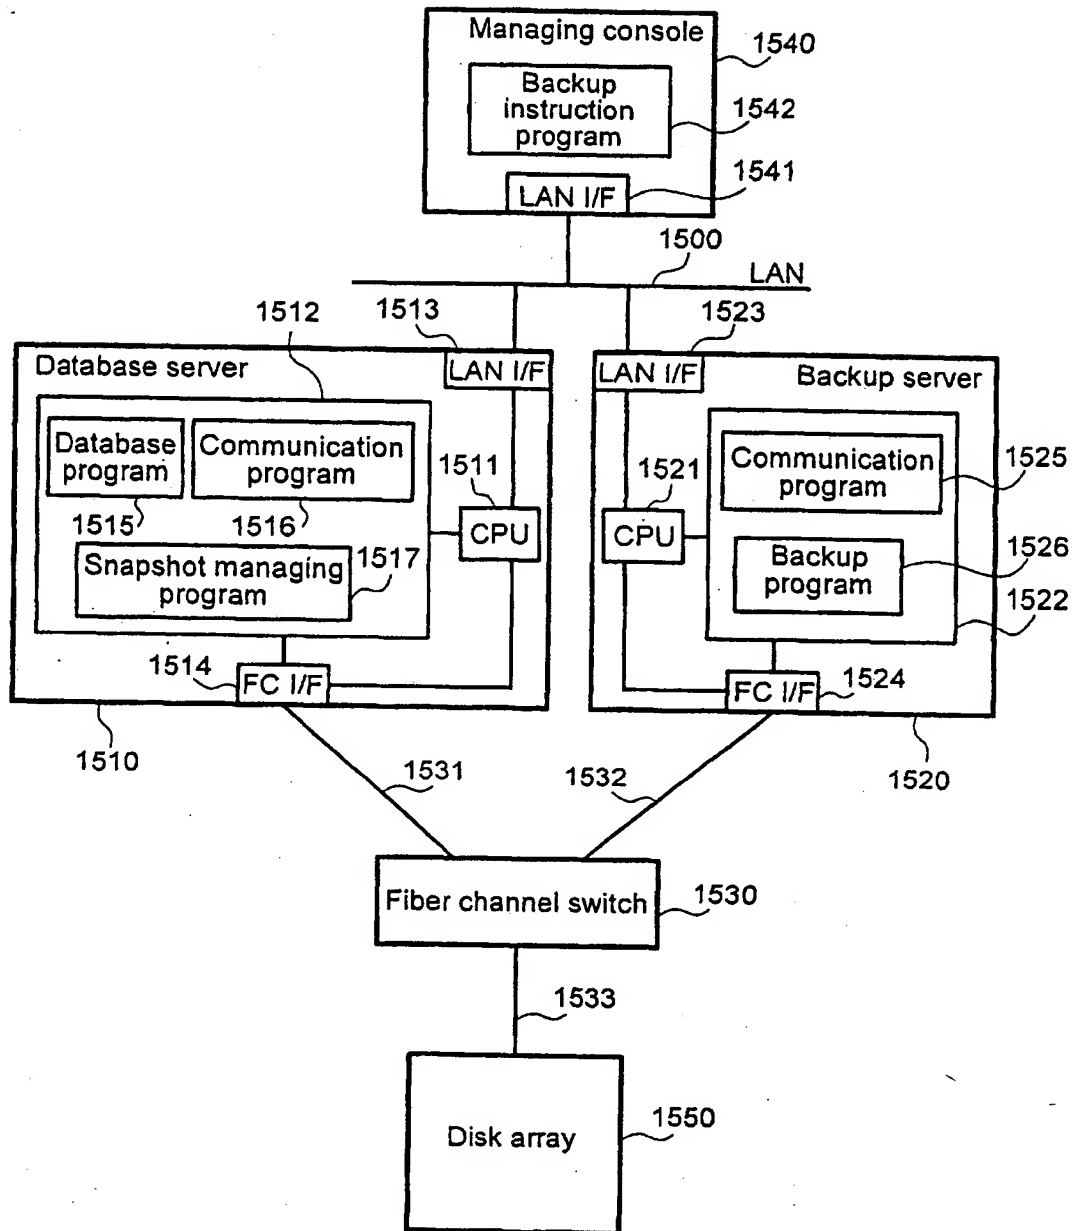 Managing console
1540
Backup
instruction
program
1542
1541
LAN I/F
1500
LAN
1512
1513
1523
Database server
LAN I/F
LAN I/F
Backup server
Database
program
Communication
program
1511
1521
Communication
program
1525
1515
1516
CPU
CPU
Snapshot managing
program
1517
Backup
program
1526
1522
1514
FC I/F
FC I/F
1524
1510
1531
1532
1520
Fiber channel switch
1530
1533
Disk array
1550